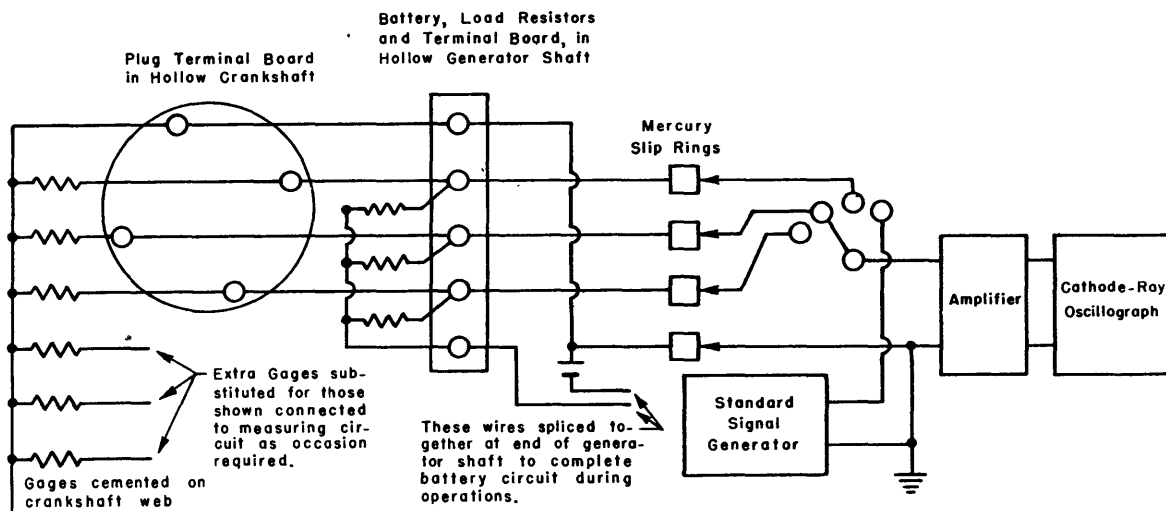 Battery, Load Resistors
and Terminal Board, in
Hollow Generator Shaft
Plug Terminal Board
in Hollow Crankshaft
Mercury
Slip Rings
Amplifier
Cathode-Ray
Oscillograph
Extra Gages sub-
stituted for those
shown connected
to measuring cir-
cuit as occasion
required.
Gages cemented on
crankshaft web
These wires spliced to-
gether at end of genera-
tor shaft to complete
battery circuit during
operations.
Standard
Signal
Generator